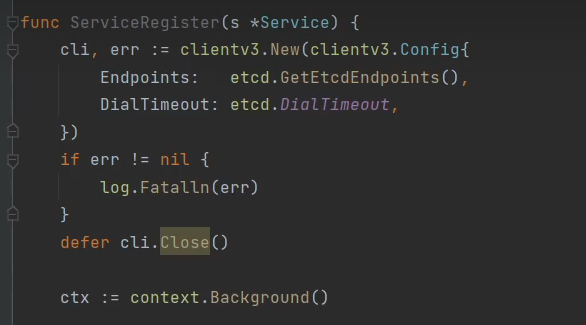 func ServiceRegister(s *Service) {
    cli, err := clientv3.New(clientv3.Config{
        Endpoints:   etcd.GetEtcdEndpoints(),
        DialTimeout: etcd.DialTimeout,
    })
    if err != nil {
        log.Fatalln(err)
    }
    defer cli.Close()
    ctx := context.Background()